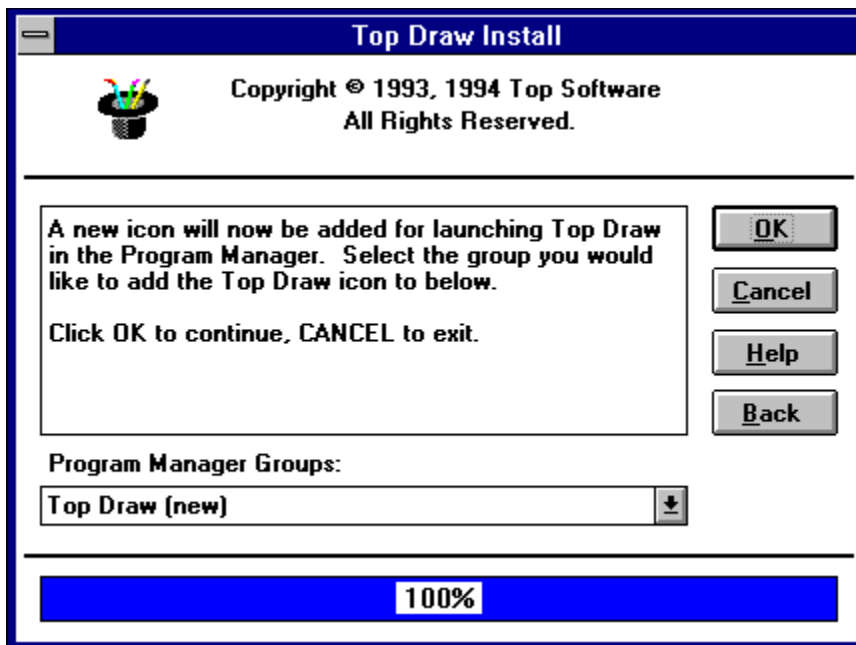 Top Draw Install
Copyright © 1993, 1994 Top Software
All Rights Reserved.
A new icon will now be added for launching Top Draw
in the Program Manager.  Select the group you would
like to add the Top Draw icon to below.
Click OK to continue, CANCEL to exit.
OK
Cancel
Help
Back
Program Manager Groups:
Top Draw (new)
100%